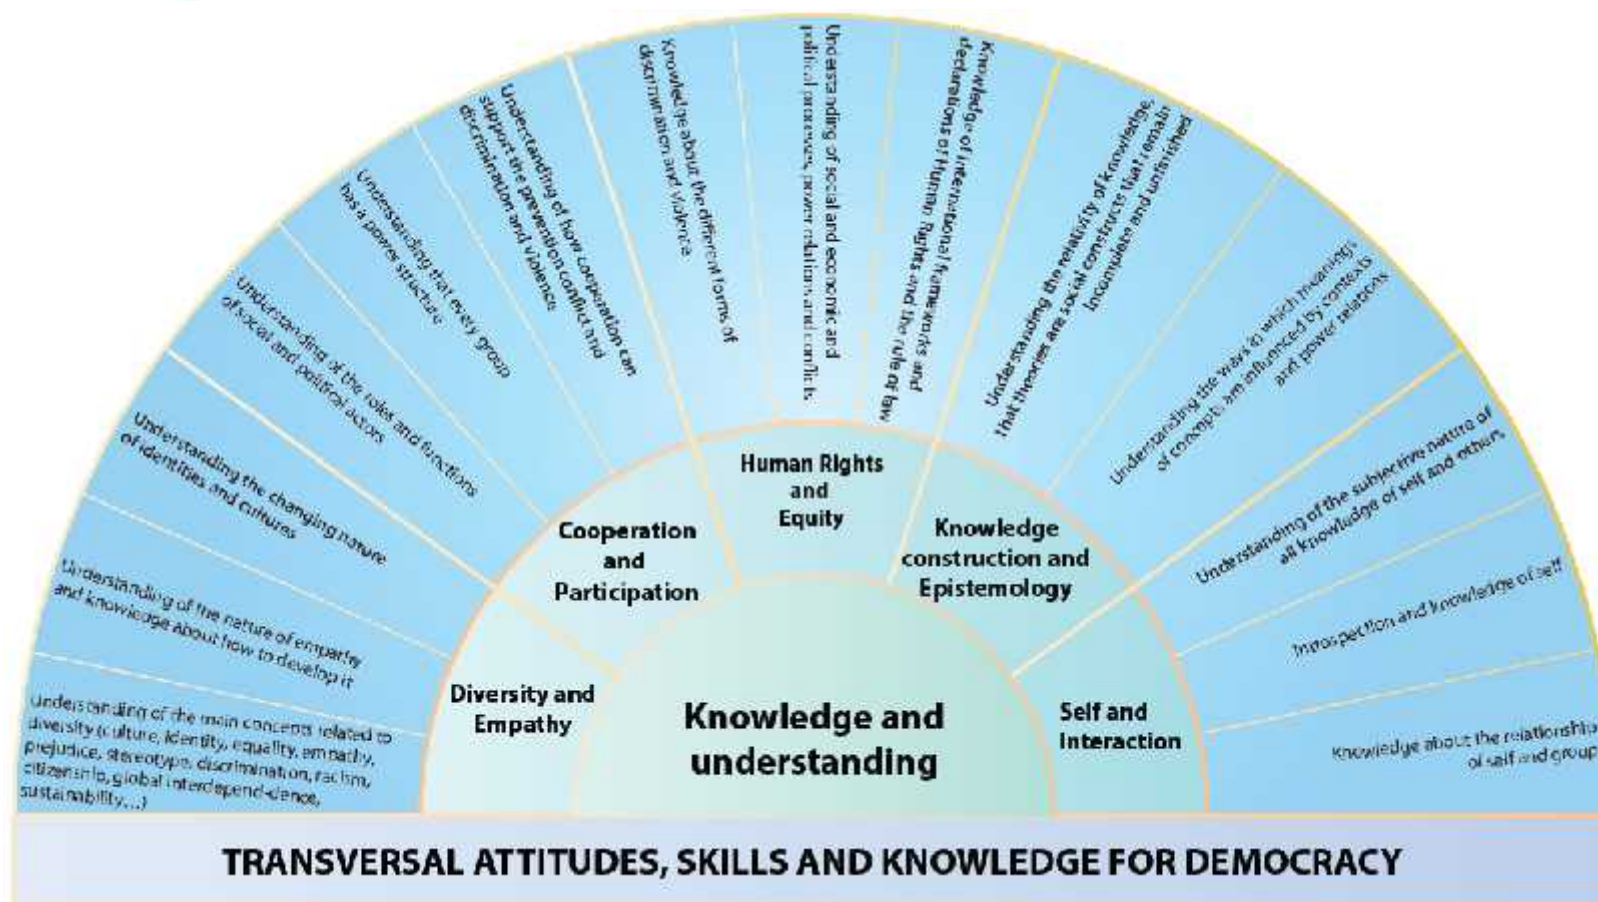 Understanding of the main concepts related to
diversity (culture, identity, equality, empathy,
prejudice, stereotype, discrimination, racism,
citizenship, global interdepend-dence,
sustainability,...)
Understanding of the nature of empathy
and knowledge about how to develop it
Understanding the changing nature
of identities and cultures
Understanding of the roles and functions
of social and political actors
Understanding that every group
has a power structure
Understanding of how cooperation can
support the prevention conflict and
discrimination and violence
Knowledge about the different forms of
discrimination and violence
Understanding of social and economic and
political processes, power relations and conflicts
Knowledge of international frameworks and
declarations of Human Rights and the rule of law
Understanding the relativity of knowledge,
that theories are social constructs that remain
incomplete and unfinished
Understanding the ways in which meanings
of concepts are influenced by contexts
and power relations
Understanding of the subjective nature of
all knowledge of self and others
Introspection and knowledge of self
Knowledge about the relationship
of self and group
Diversity and
Empathy
Cooperation
and
Participation
Human Rights
and
Equity
Knowledge
construction and
Epistemology
Self and
Interaction
Knowledge and
understanding
TRANSVERSAL ATTITUDES, SKILLS AND KNOWLEDGE FOR DEMOCRACY